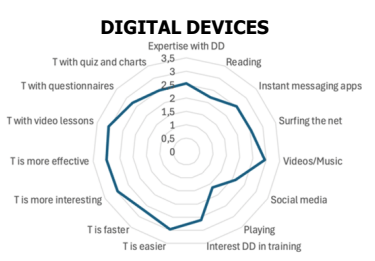 DIGITAL DEVICES
Expertise with DD
T with quiz and charts
3,5
Reading
3
T with questionnaires
2,5
Instant messaging apps
2
1,5
T with video lessons
1
Surfing the net
0,5
0
T is more effective
Videos/Music
T is more interesting
Social media
T is faster
Playing
T is easier
Interest DD in training